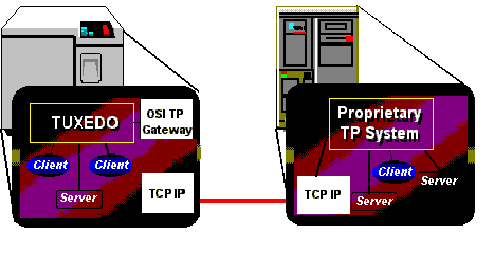 TUXEDO
OSI TP
Gateway
Client
Client
Server
TCP IP
Proprietary
TP System
Client
Server
TCP IP
Server